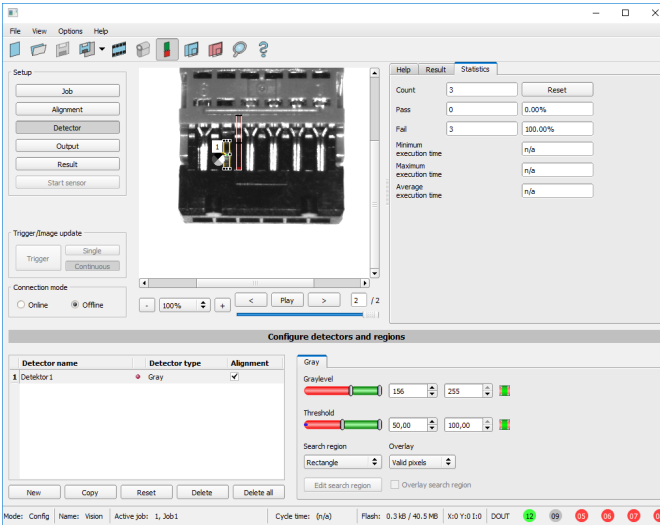 File View Options Help
Setup
Job
Alignment
Detector
Output
Result
Start sensor
Trigger/Image update
Trigger
Single
Continuous
Connection mode
Online Offline
1
- 100% + < Play > 2 / 2
Help Result Statistics
Count 3 Reset
Pass 0 0.00%
Fail 3 100.00%
Minimum
execution time n/a
Maximum
execution time n/a
Average
execution time n/a
Configure detectors and regions
Detector name Detector type Alignment
1 Detektor1 Gray
New Copy Reset Delete Delete all
Gray
Graylevel
156 255
Threshold
50,00 100,00
Search region Overlay
Rectangle Valid pixels
Edit search region Overlay search region
Mode: Config Name: Vision Active job: 1, Job1 Cycle time: (n/a) Flash: 0.3 kB / 40.5 MB X:0 Y:0 I:0 DOUT 12 09 05 06 07